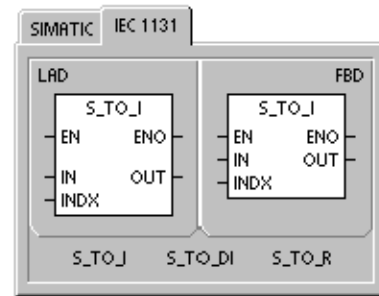 SIMATIC IEC 1131
LAD FBD
S_TO_I S_TO_I
EN ENO EN ENO
IN OUT IN OUT
INDX INDX
S_TO_I S_TO_DI S_TO_R